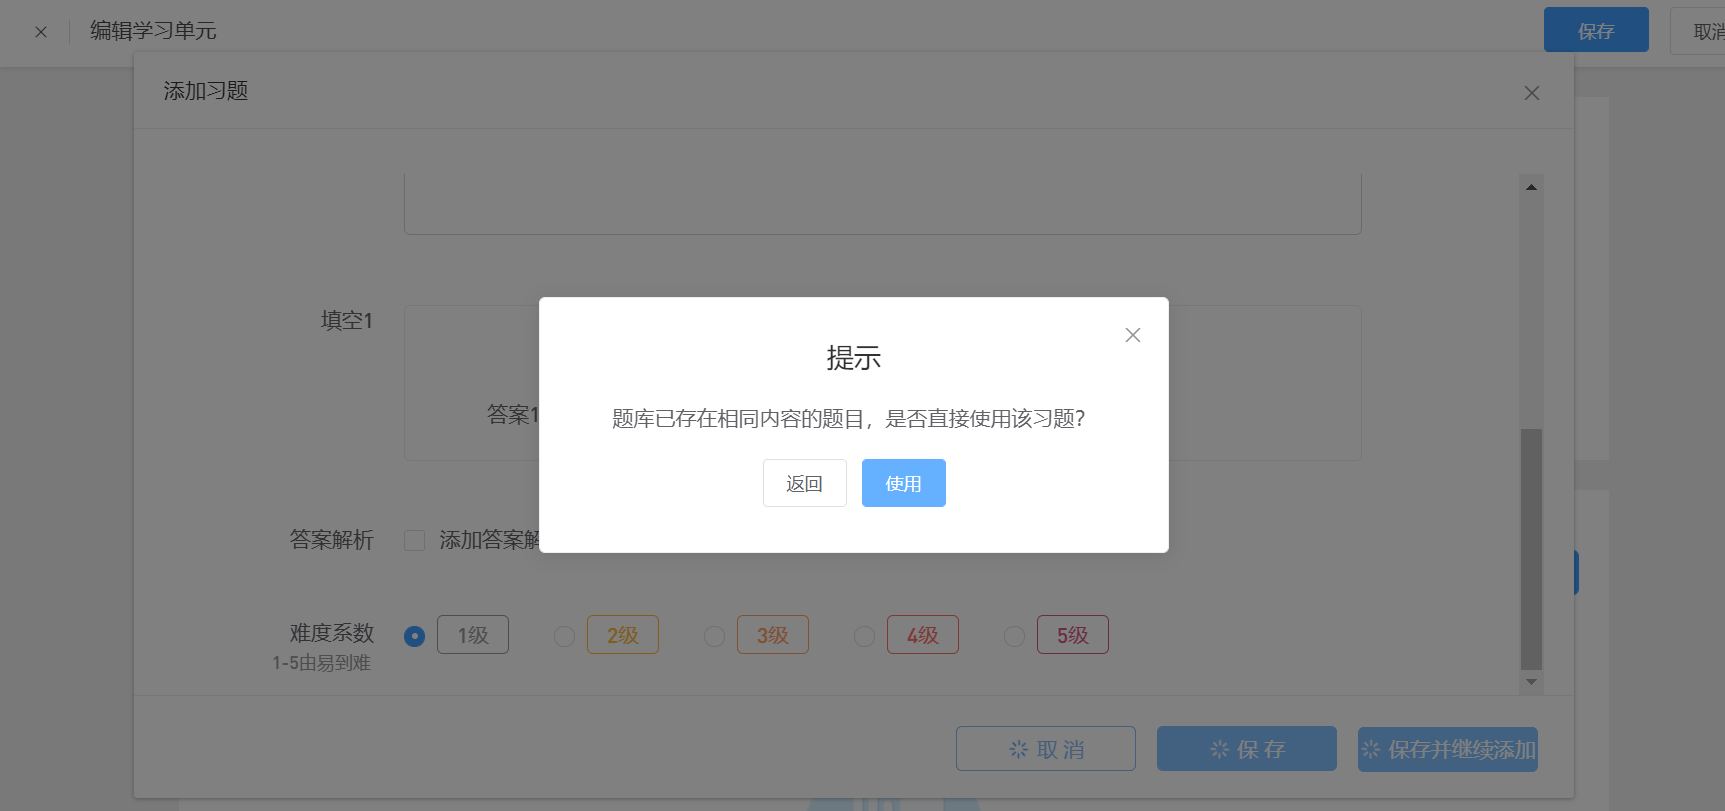 编辑学习单元
保存
取消
添加习题
填空1
提示
答案1
题库已存在相同内容的题目，是否直接使用该习题？
返回
使用
答案解析
添加答案解
难度系数
1级
2级
3级
4级
5级
1-5由易到难
取 消
保 存
保存并继续添加